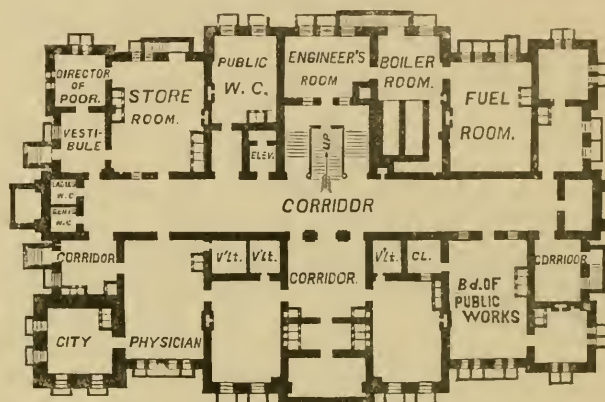 DIRECTOR
OF
POOR.
STORE
ROOM.
PUBLIC
W. C.
ENGINEER'S
ROOM
BOILER
ROOM.
FUEL
ROOM.
VESTI-
BULE
ELEV.
UP
LADIES
W.C
GENTS
W.C
CORRIDOR
CORRIDOR
V'Lt.
V'Lt.
CORRIDOR.
V'Lt.
CL.
Bd. OF
PUBLIC
WORKS
CORRIDOR
CITY
PHYSICIAN